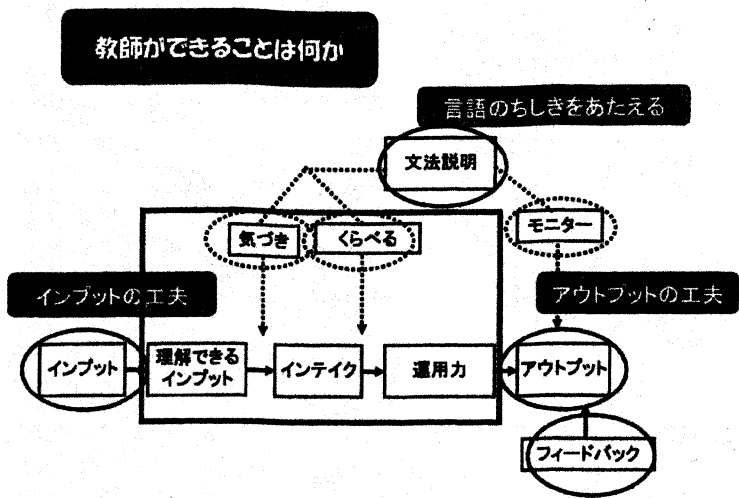 教師ができることは何か
言語のちしきをあたえる
文法説明
気づき
くらべる
モニター
インプットの工夫
アウトプットの工夫
インプット
理解できる
インプット
インテイク
運用力
アウトプット
フィードバック